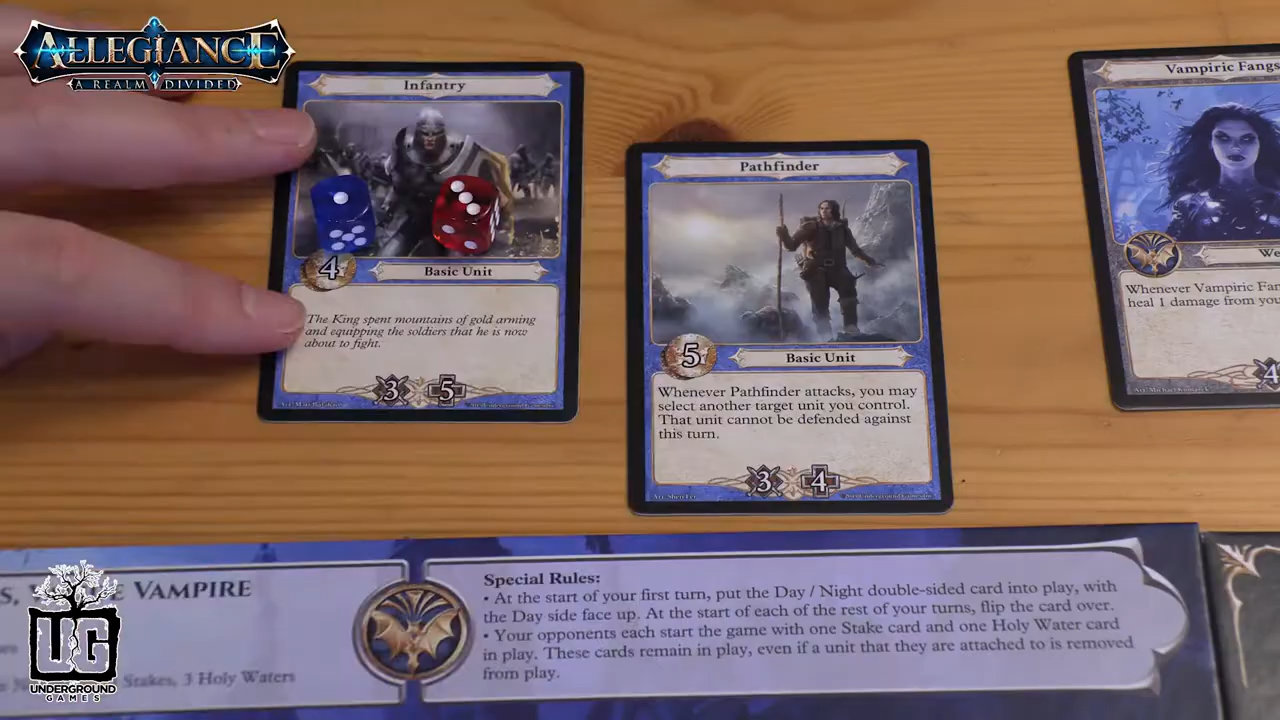 ALLEGIANCE
A REALM DIVIDED
Infantry
4
Basic Unit
The King spent mountains of gold arming
and equipping the soldiers that he is now
about to fight.
3 5
Pathfinder
5
Basic Unit
Whenever Pathfinder attacks, you may
select another target unit you control.
That unit cannot be defended against
this turn.
3 4
Vampiric Fangs
We
Whenever Vampiric Fan
heal 1 damage from you
4
VAMPIRE
Stakes, 3 Holy Waters
Special Rules:
• At the start of your first turn, put the Day / Night double-sided card into play, with
the Day side face up. At the start of each of the rest of your turns, flip the card over.
• Your opponents each start the game with one Stake card and one Holy Water card
in play. These cards remain in play, even if a unit that they are attached to is removed
from play.
UG
UNDERGROUND
GAMES